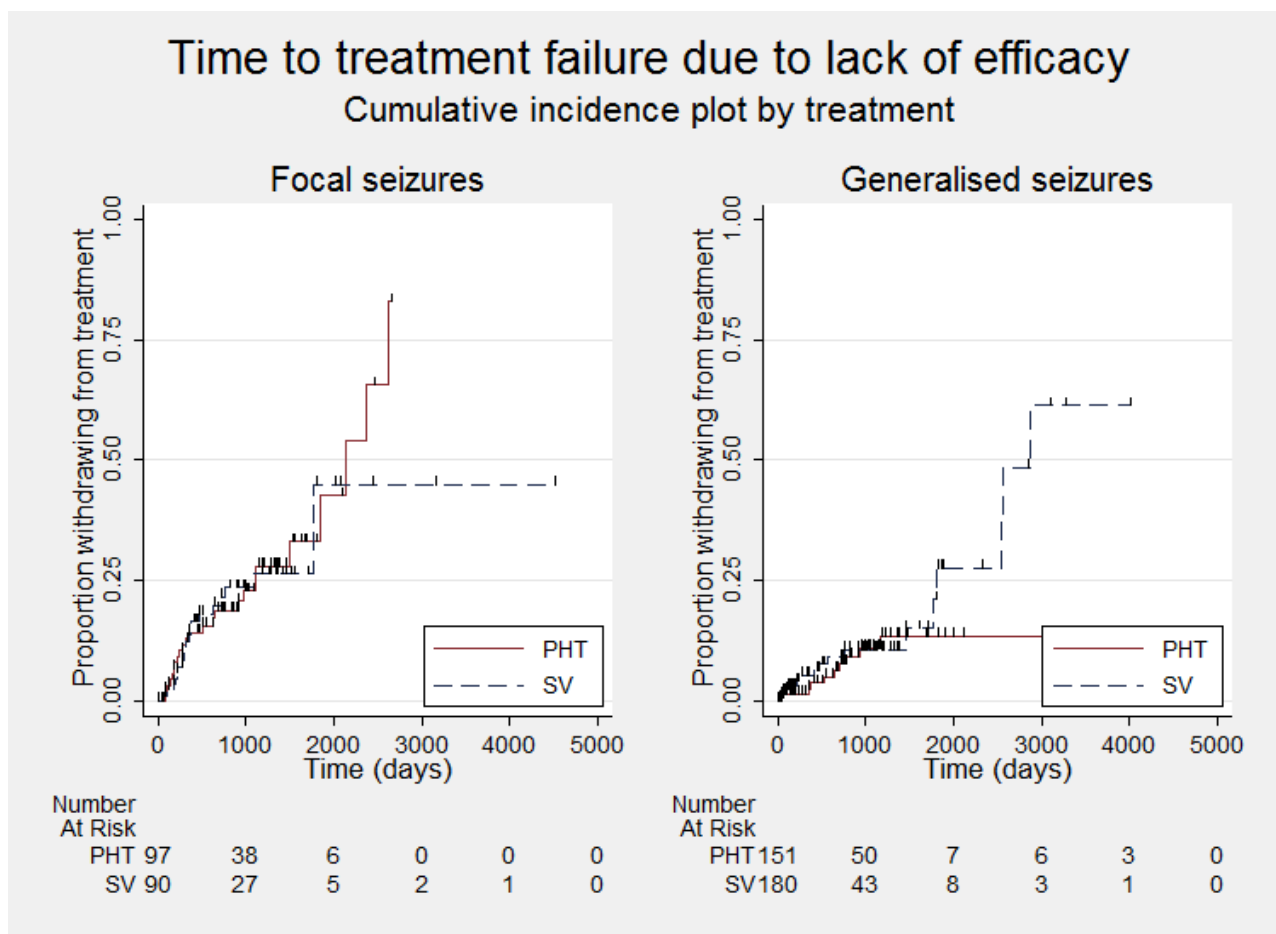 Time to treatment failure due to lack of efficacy
Cumulative incidence plot by treatment
Focal seizures
Proportion withdrawing from treatment
1.00
0.75
0.50
0.25
0.00
PHT
SV
0 1000 2000 3000 4000 5000
Time (days)
Number
At Risk
PHT 97 38 6 0 0 0
SV 90 27 5 2 1 0
Generalised seizures
Proportion withdrawing from treatment
1.00
0.75
0.50
0.25
0.00
PHT
SV
0 1000 2000 3000 4000 5000
Time (days)
Number
At Risk
PHT 151 50 7 6 3 0
SV 180 43 8 3 1 0